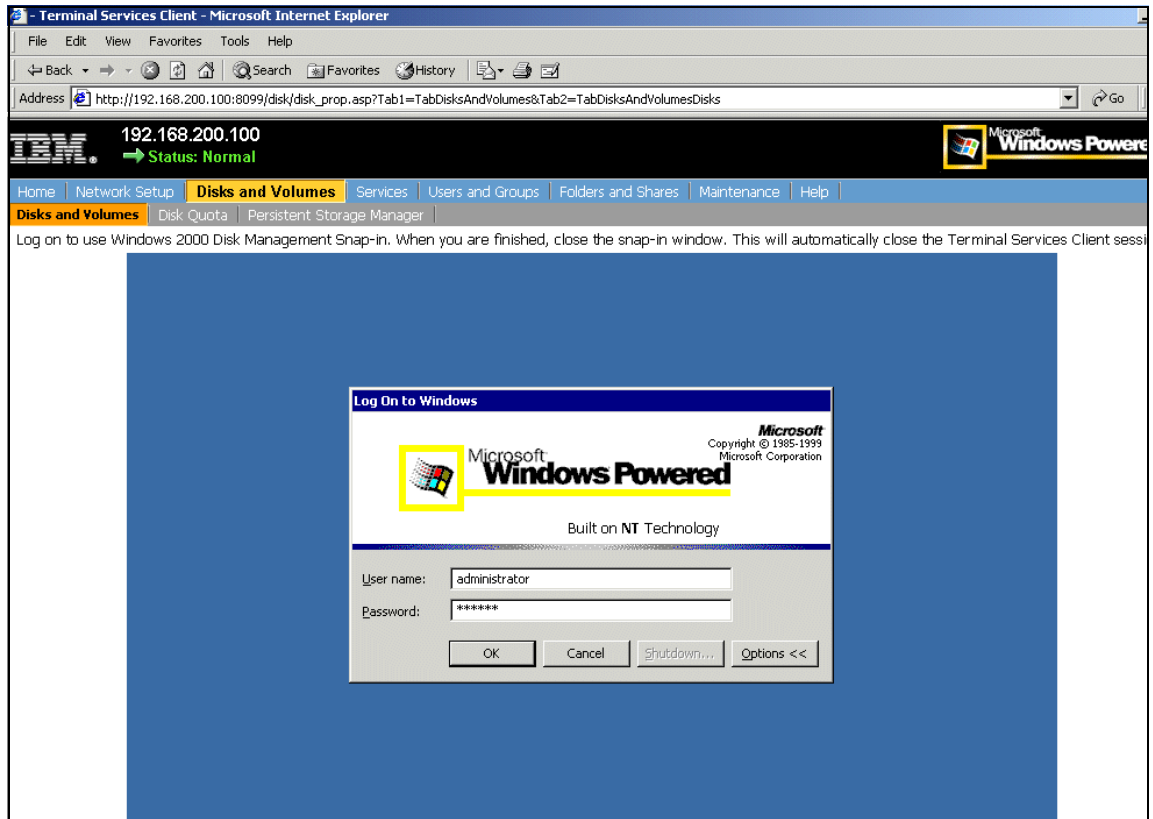 - Terminal Services Client - Microsoft Internet Explorer
File Edit View Favorites Tools Help
Back Search Favorites History
Address http://192.168.200.100:8099/disk/disk_prop.asp?Tab1=TabDisksAndVolumes&Tab2=TabDisksAndVolumesDisks Go
IBM. 192.168.200.100
Status: Normal
Microsoft
Windows Powere
Home Network Setup Disks and Volumes Services Users and Groups Folders and Shares Maintenance Help
Disks and Volumes Disk Quota Persistent Storage Manager
Log on to use Windows 2000 Disk Management Snap-in. When you are finished, close the snap-in window. This will automatically close the Terminal Services Client sessi
Log On to Windows
Microsoft
Copyright © 1985-1999
Microsoft Corporation
Microsoft
Windows Powered
Built on NT Technology
User name: administrator
Password: ******
OK Cancel Shutdown... Options <<